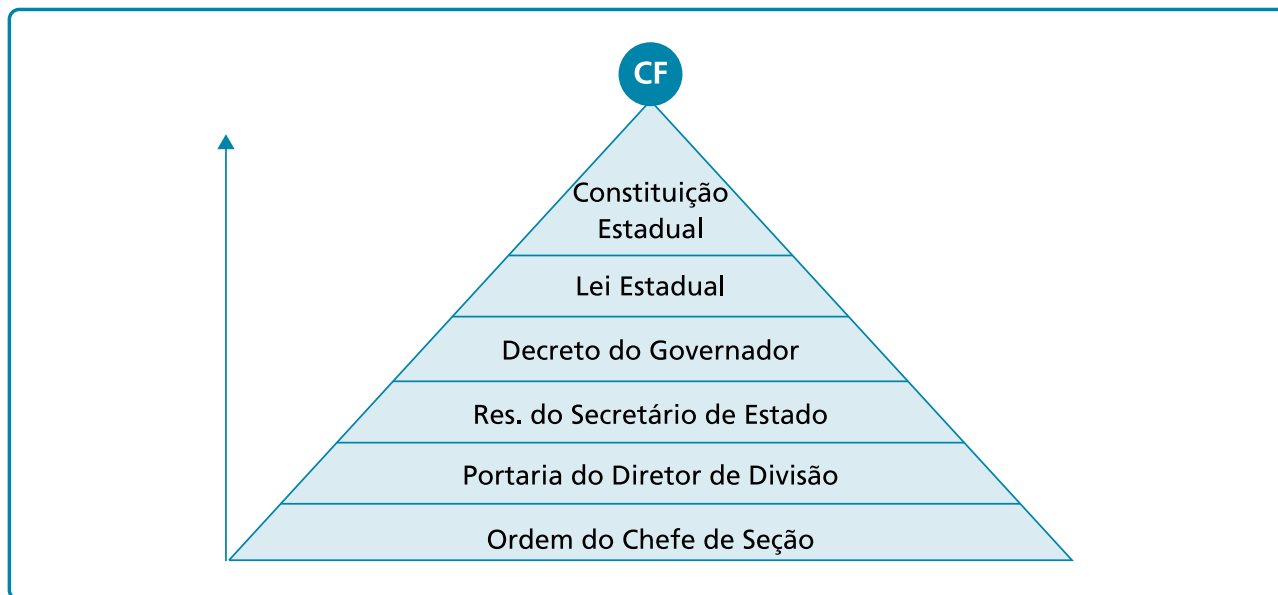 CF
Constituição
Estadual
Lei Estadual
Decreto do Governador
Res. do Secretário de Estado
Portaria do Diretor de Divisão
Ordem do Chefe de Seção